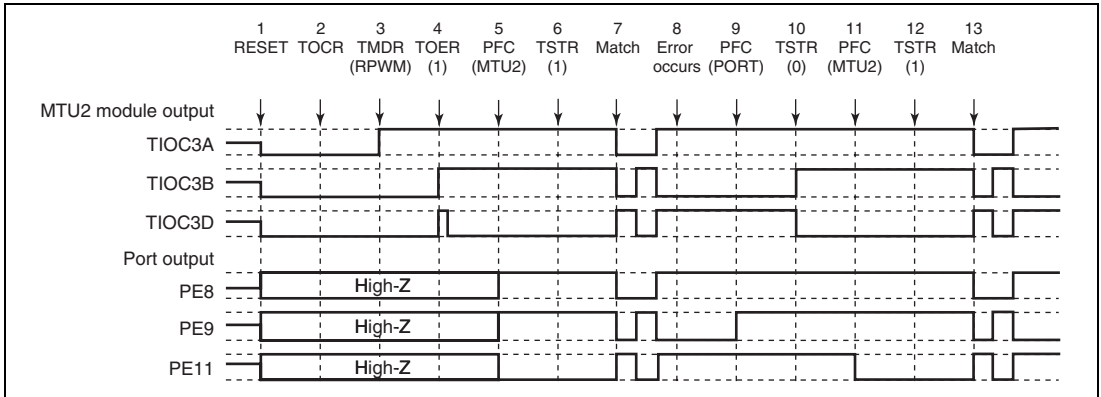 1 2 3 4 5 6 7 8 9 10 11 12 13
RESET TOCR TMDR TOER PFC TSTR Match Error PFC TSTR PFC TSTR Match
(RPWM) (1) (MTU2) (1) occurs (PORT) (0) (MTU2) (1)
MTU2 module output
TIOC3A
TIOC3B
TIOC3D
Port output
PE8 High-Z
PE9 High-Z
PE11 High-Z